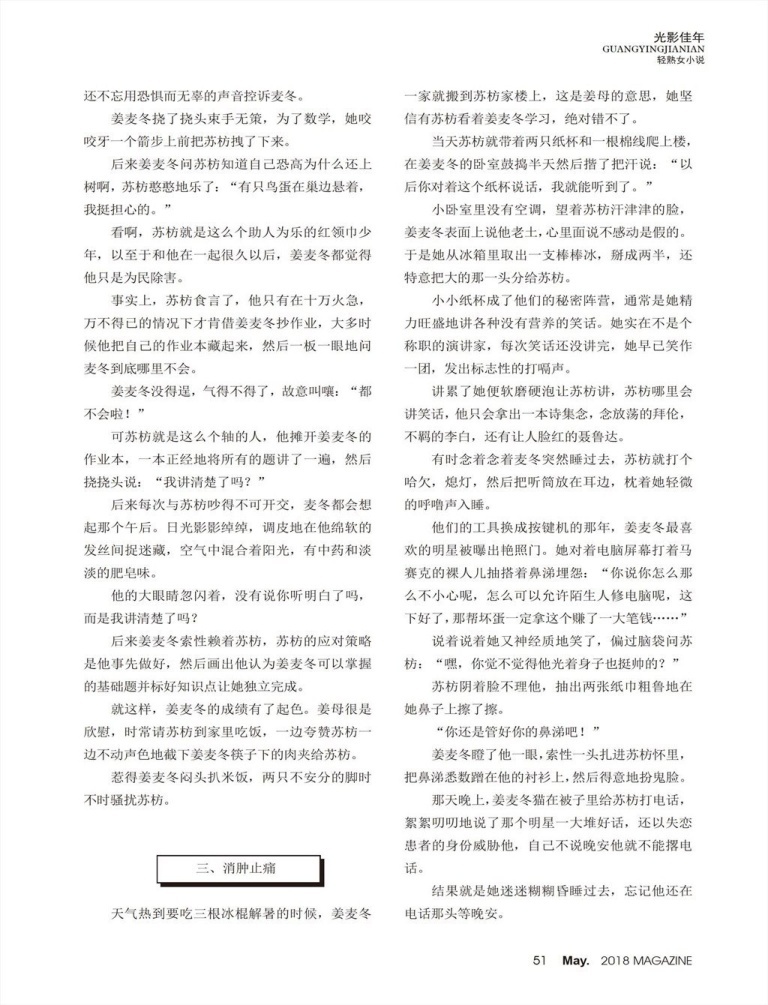 光影佳年
GUANGYINGJIANIAN
轻熟女小说
还不忘用恐惧而无辜的声音控诉麦冬。
姜麦冬挠了挠头束手无策，为了数学，她咬
咬牙一个箭步上前把苏枋拽了下来。
后来姜麦冬问苏枋知道自己恐高为什么还上
树啊，苏枋憨憨地乐了：“有只鸟蛋在巢边悬着，
我挺担心的。”
看啊，苏枋就是这么个助人为乐的红领巾少
年，以至于和他在一起很久以后，姜麦冬都觉得
他只是为民除害。
事实上，苏枋食言了，他只有在十万火急，
万不得已的情况下才肯借姜麦冬抄作业，大多时
候他把自己的作业本藏起来，然后一板一眼地问
麦冬到底哪里不会。
姜麦冬没得逞，气得不得了，故意叫嚷：“都
不会啦！”
可苏枋就是这么个轴的人，他摊开姜麦冬的
作业本，一本正经地将所有的题讲了一遍，然后
挠挠头说：“我讲清楚了吗？”
后来每次与苏枋吵得不可开交，麦冬都会想
起那个午后。日光影影绰绰，调皮地在他绵软的
发丝间捉迷藏，空气中混合着阳光，有中药和淡
淡的肥皂味。
他的大眼睛忽闪着，没有说你听明白了吗，
而是我讲清楚了吗？
后来姜麦冬索性赖着苏枋，苏枋的应对策略
是他事先做好，然后画出他认为姜麦冬可以掌握
的基础题并标好知识点让她独立完成。
就这样，姜麦冬的成绩有了起色。姜母很是
欣慰，时常请苏枋到家里吃饭，一边夸赞苏枋一
边不动声色地截下姜麦冬筷子下的肉夹给苏枋。
惹得姜麦冬闷头扒米饭，两只不安分的脚时
不时骚扰苏枋。
三、消肿止痛
天气热到要吃三根冰棍解暑的时候，姜麦冬
一家就搬到苏枋家楼上，这是姜母的意思，她坚
信有苏枋看着姜麦冬学习，绝对错不了。
当天苏枋就带着两只纸杯和一根棉线爬上楼，
在姜麦冬的卧室鼓捣半天然后揩了把汗说：“以
后你对着这个纸杯说话，我就能听到了。”
小卧室里没有空调，望着苏枋汗津津的脸，
姜麦冬表面上说他老土，心里面说不感动是假的。
于是她从冰箱里取出一支棒棒冰，掰成两半，还
特意把大的那一头分给苏枋。
小小纸杯成了他们的秘密阵营，通常是她精
力旺盛地讲各种没有营养的笑话。她实在不是个
称职的演讲家，每次笑话还没讲完，她早已笑作
一团，发出标志性的打嗝声。
讲累了她便软磨硬泡让苏枋讲，苏枋哪里会
讲笑话，他只会拿出一本诗集念，念放荡的拜伦，
不羁的李白，还有让人脸红的聂鲁达。
有时念着念着麦冬突然睡过去，苏枋就打个
哈欠，熄灯，然后把听筒放在耳边，枕着她轻微
的呼噜声入睡。
他们的工具换成按键机的那年，姜麦冬最喜
欢的明星被曝出艳照门。她对着电脑屏幕打着马
赛克的裸人儿抽搭着鼻涕埋怨：“你说你怎么那
么不小心呢，怎么可以允许陌生人修电脑呢，这
下好了，那帮坏蛋一定拿这个赚了一大笔钱……”
说着说着她又神经质地笑了，偏过脑袋问苏
枋：“嘿，你觉不觉得他光着身子也挺帅的？”
苏枋阴着脸不理他，抽出两张纸巾粗鲁地在
她鼻子上擦了擦。
“你还是管好你的鼻涕吧！”
姜麦冬瞪了他一眼，索性一头扎进苏枋怀里，
把鼻涕悉数蹭在他的衬衫上，然后得意地扮鬼脸。
那天晚上，姜麦冬猫在被子里给苏枋打电话，
絮絮叨叨地说了那个明星一大堆好话，还以失恋
患者的身份威胁他，自己不说晚安他就不能撂电
话。
结果就是她迷迷糊糊昏睡过去，忘记他还在
电话那头等晚安。
51 May. 2018 MAGAZINE